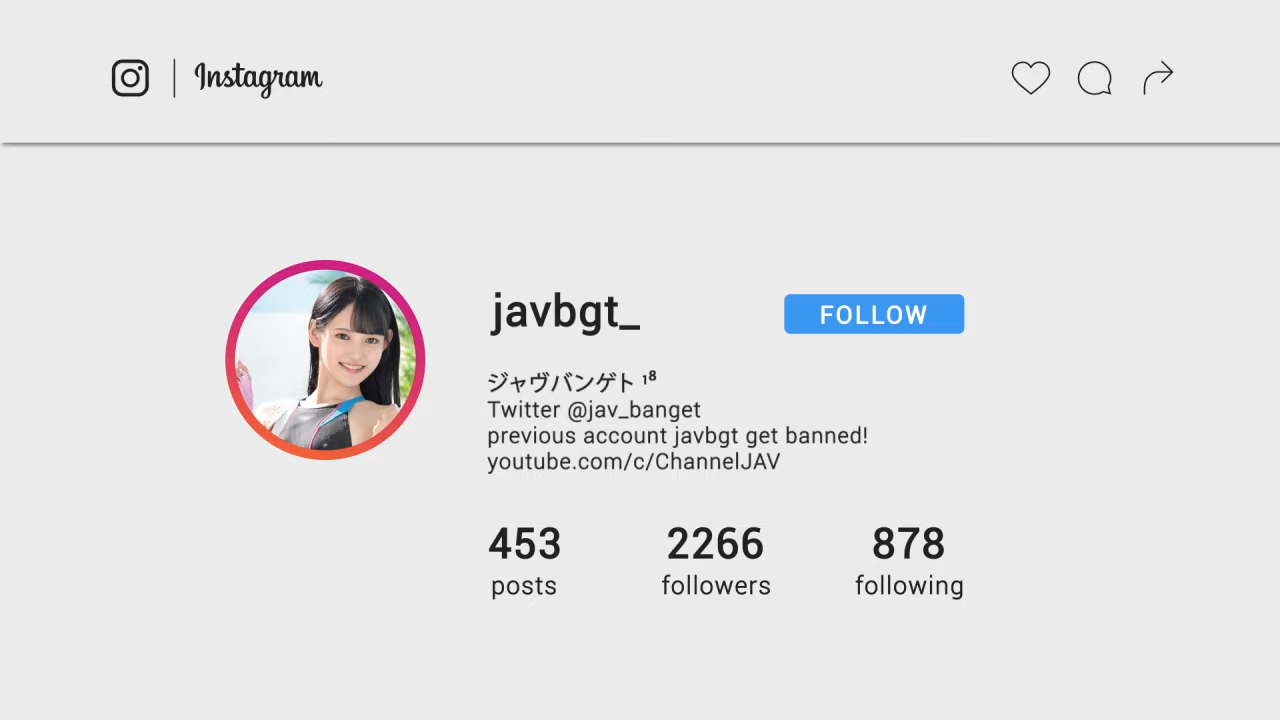 Instagram
javbgt_
FOLLOW
ジャヴバンゲト ¹⁸
Twitter @jav_banget
previous account javbgt get banned!
youtube.com/c/ChannelJAV
453 2266 878
posts followers following